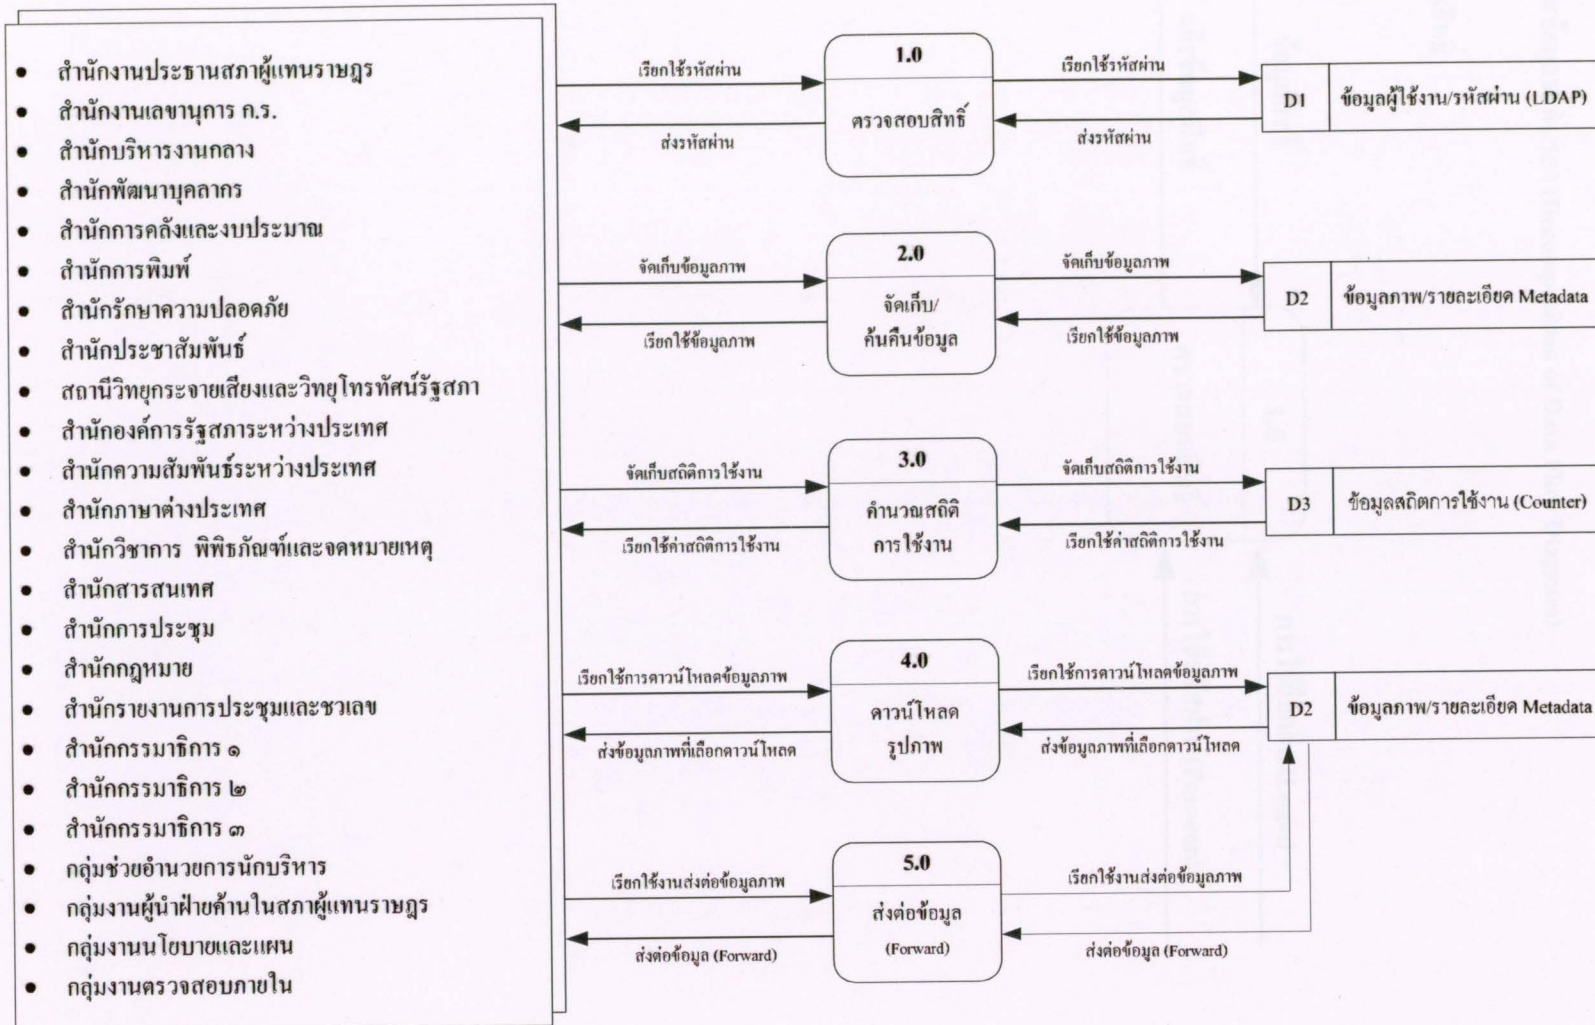 สำนักงานประธานสภาผู้แทนราษฎร
สำนักงานเลขานุการ ก.ร.
สำนักบริหารงานกลาง
สำนักพัฒนาบุคลากร
สำนักการคลังและงบประมาณ
สำนักการพิมพ์
สำนักรักษาความปลอดภัย
สำนักประชาสัมพันธ์
สถานีวิทยุกระจายเสียงและวิทยุโทรทัศน์รัฐสภา
สำนักองค์การรัฐสภาระหว่างประเทศ
สำนักความสัมพันธ์ระหว่างประเทศ
สำนักภาษาต่างประเทศ
สำนักวิชาการ พิพิธภัณฑ์และจดหมายเหตุ
สำนักสารสนเทศ
สำนักการประชุม
สำนักกฎหมาย
สำนักรายงานการประชุมและชวเลข
สำนักกรรมาธิการ ๑
สำนักกรรมาธิการ ๒
สำนักกรรมาธิการ ๓
กลุ่มช่วยอำนวยการนักบริหาร
กลุ่มงานผู้นำฝ่ายค้านในสภาผู้แทนราษฎร
กลุ่มงานนโยบายและแผน
กลุ่มงานตรวจสอบภายใน
เรียกใช้รหัสผ่าน
ส่งรหัสผ่าน
1.0
ตรวจสอบสิทธิ์
เรียกใช้รหัสผ่าน
ส่งรหัสผ่าน
D1
ข้อมูลผู้ใช้งาน/รหัสผ่าน (LDAP)
จัดเก็บข้อมูลภาพ
เรียกใช้ข้อมูลภาพ
2.0
จัดเก็บ/
ค้นคืนข้อมูล
จัดเก็บข้อมูลภาพ
เรียกใช้ข้อมูลภาพ
D2
ข้อมูลภาพ/รายละเอียด Metadata
จัดเก็บสถิติการใช้งาน
เรียกใช้ค่าสถิติการใช้งาน
3.0
คำนวณสถิติ
การใช้งาน
จัดเก็บสถิติการใช้งาน
เรียกใช้ค่าสถิติการใช้งาน
D3
ข้อมูลสถิตการใช้งาน (Counter)
เรียกใช้การดาวน์โหลดข้อมูลภาพ
ส่งข้อมูลภาพที่เลือกดาวน์โหลด
4.0
ดาวน์โหลด
รูปภาพ
เรียกใช้การดาวน์โหลดข้อมูลภาพ
ส่งข้อมูลภาพที่เลือกดาวน์โหลด
D2
ข้อมูลภาพ/รายละเอียด Metadata
เรียกใช้งานส่งต่อข้อมูลภาพ
ส่งต่อข้อมูล (Forward)
5.0
ส่งต่อข้อมูล
(Forward)
เรียกใช้งานส่งต่อข้อมูลภาพ
ส่งต่อข้อมูล (Forward)